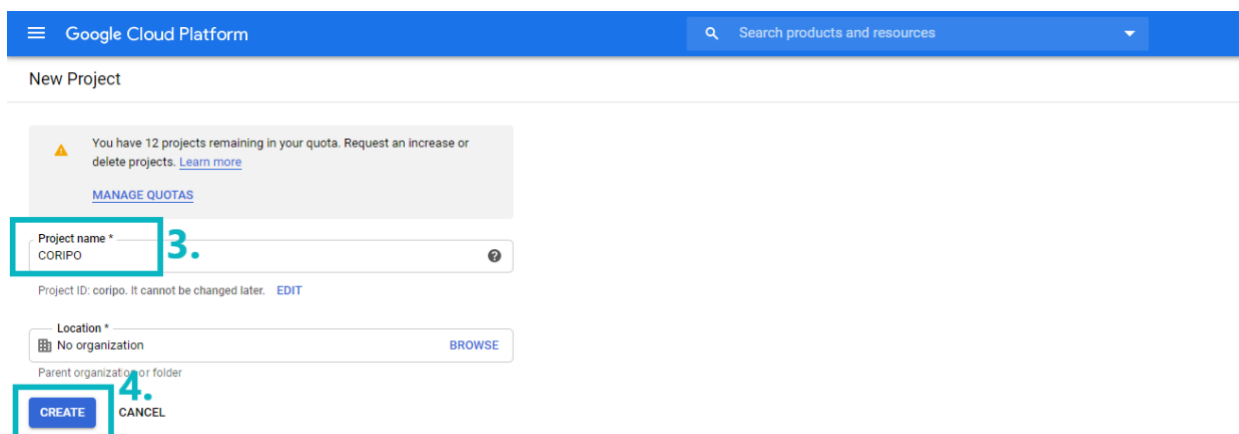 Google Cloud Platform
Search products and resources
New Project
You have 12 projects remaining in your quota. Request an increase or
delete projects. Learn more
MANAGE QUOTAS
Project name *
CORIPO
3.
Project ID: coripo. It cannot be changed later. EDIT
Location *
No organization
BROWSE
Parent organization or folder
4.
CREATE
CANCEL